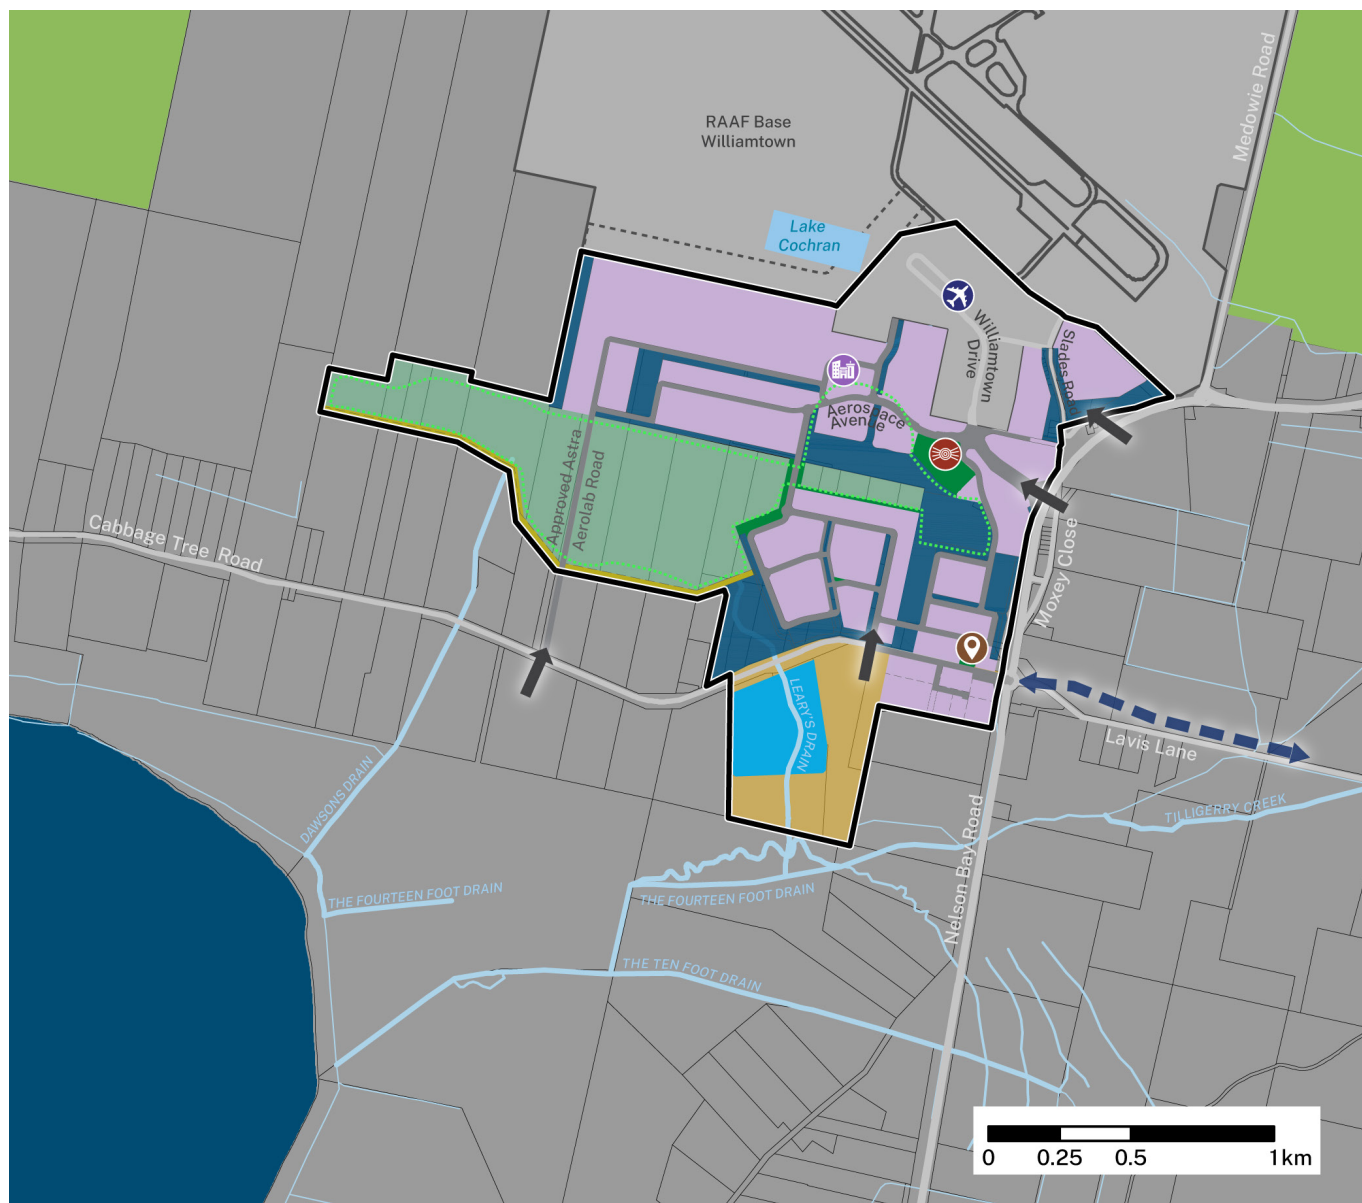 Medowie Road
RAAF Base
Williamtown
Lake
Cochran
Williamtown
Drive
Slades Road
Aerospace
Avenue
Approved Astra
Aerolab Road
Cabbage Tree Road
Moxey Close
LEARY'S DRAIN
Lavis Lane
DAWSONS DRAIN
TILLIGERRY CREEK
Nelson Bay Road
THE FOURTEEN FOOT DRAIN
THE FOURTEEN FOOT DRAIN
THE TEN FOOT DRAIN
0 0.25 0.5 1km